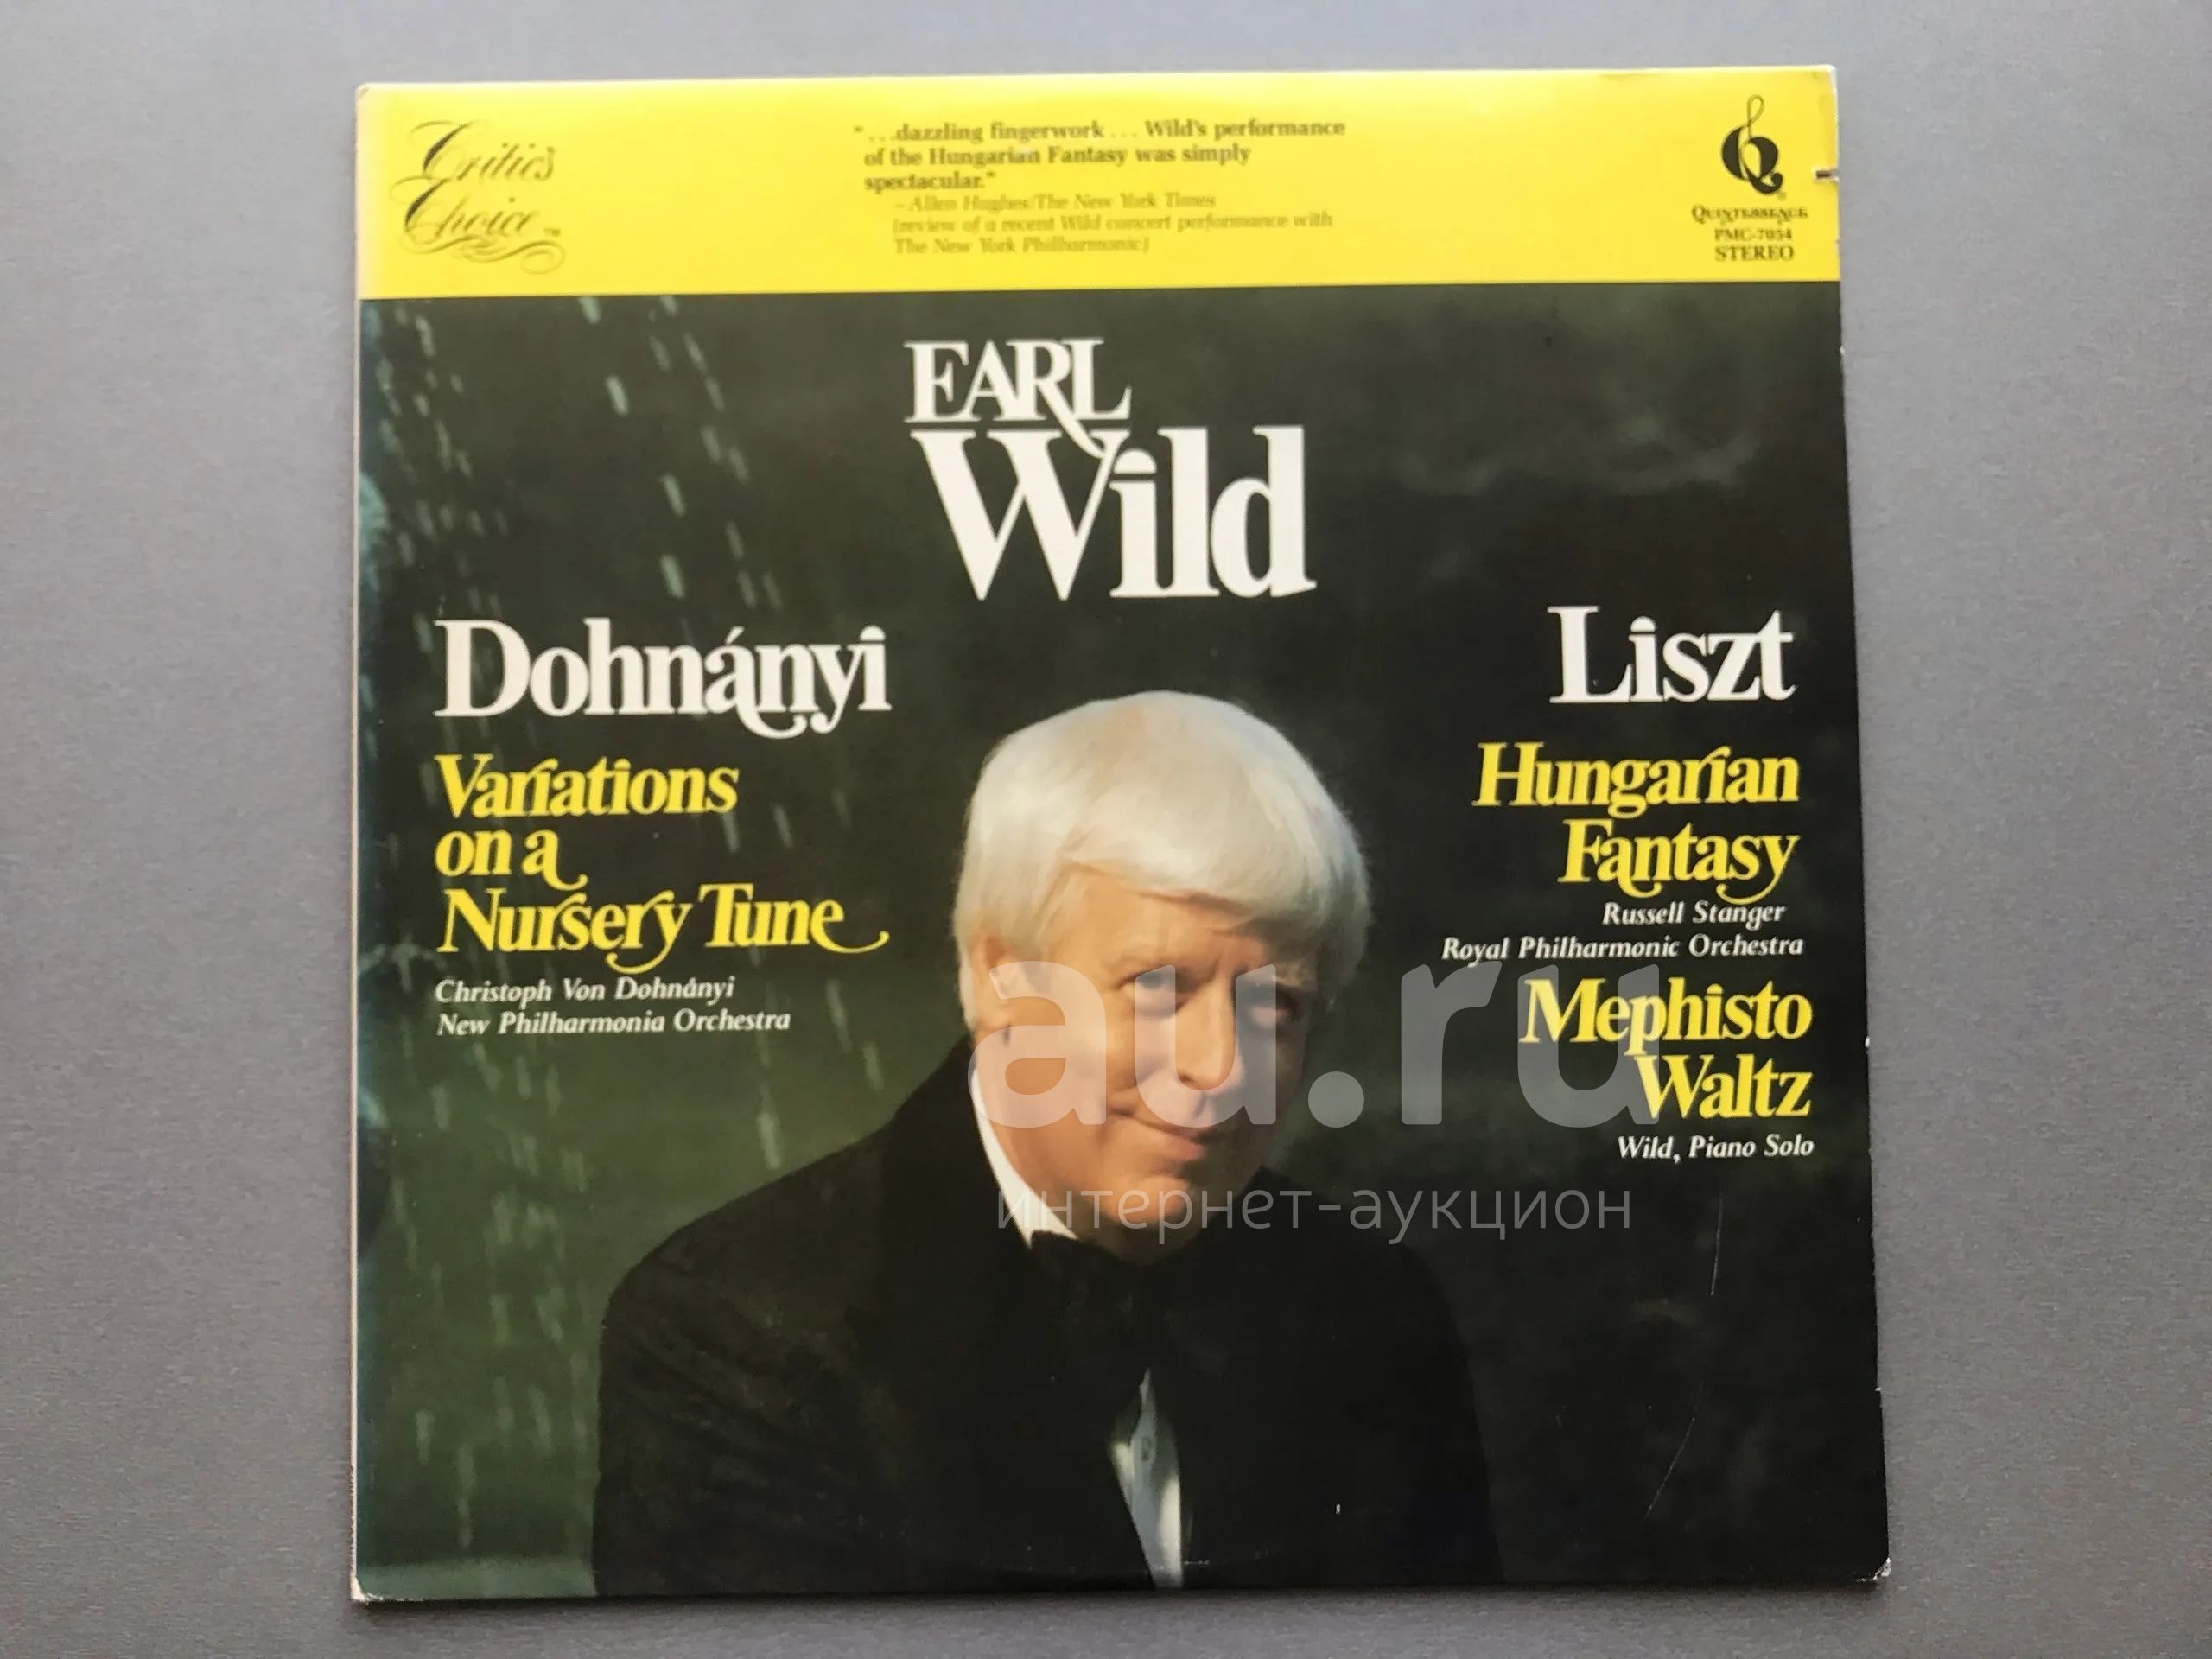 Critic's
Choice ™
"...dazzling fingerwork ... Wild's performance
of the Hungarian Fantasy was simply
spectacular."
– Allen Hughes/The New York Times
(review of a recent Wild concert performance with
The New York Philharmonic)
QUINTESSENCE
PMC-7054
STEREO
EARL
Wild
Dohnányi
Variations
on a
Nursery Tune
Christoph Von Dohnányi
New Philharmonia Orchestra
Liszt
Hungarian
Fantasy
Russell Stanger
Royal Philharmonic Orchestra
Mephisto
Waltz
Wild, Piano Solo
au.ru
интернет-аукцион